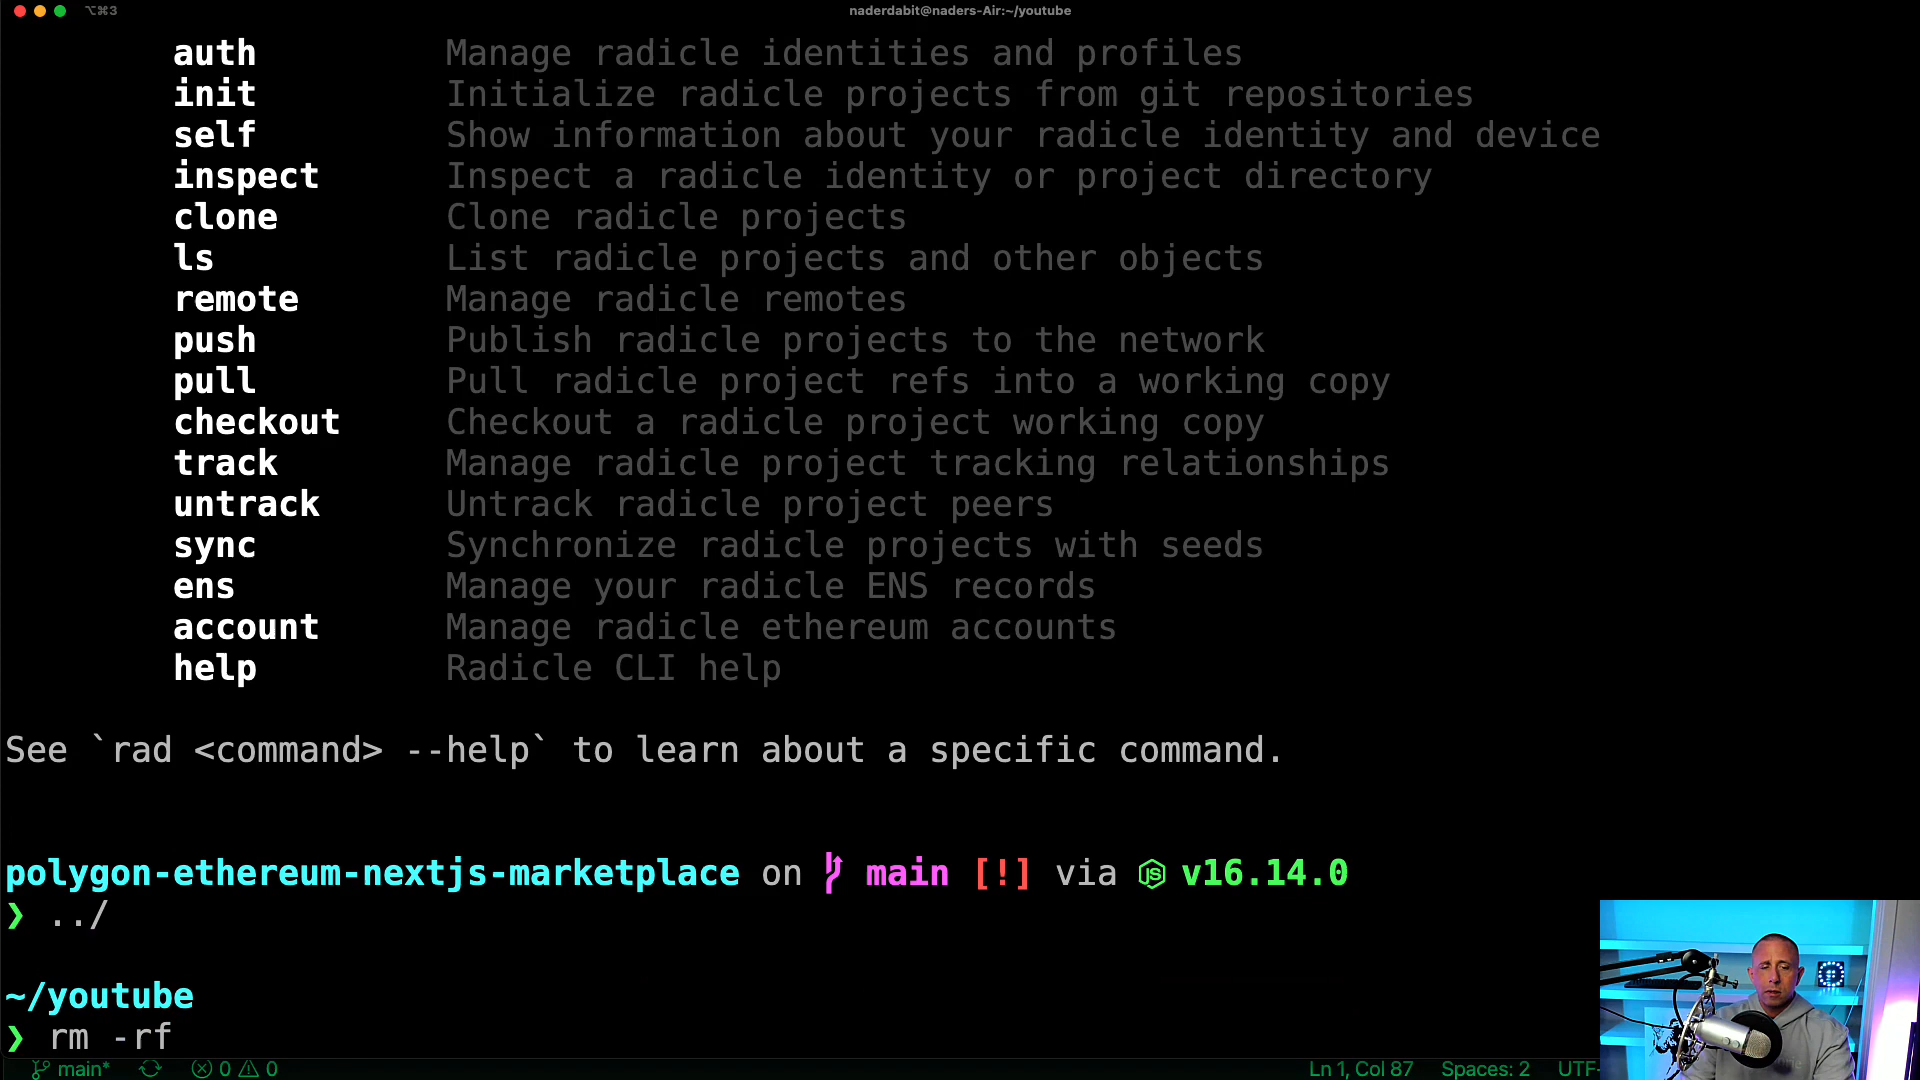 ⌥⌘3 naderdabit@naders-Air:~/youtube
auth Manage radicle identities and profiles
init Initialize radicle projects from git repositories
self Show information about your radicle identity and device
inspect Inspect a radicle identity or project directory
clone Clone radicle projects
ls List radicle projects and other objects
remote Manage radicle remotes
push Publish radicle projects to the network
pull Pull radicle project refs into a working copy
checkout Checkout a radicle project working copy
track Manage radicle project tracking relationships
untrack Untrack radicle project peers
sync Synchronize radicle projects with seeds
ens Manage your radicle ENS records
account Manage radicle ethereum accounts
help Radicle CLI help
See `rad <command> --help` to learn about a specific command.
polygon-ethereum-nextjs-marketplace on main [!] via v16.14.0
❯ ../
~/youtube
❯ rm -rf
main* 0 0 Ln 1, Col 87 Spaces: 2 UTF-